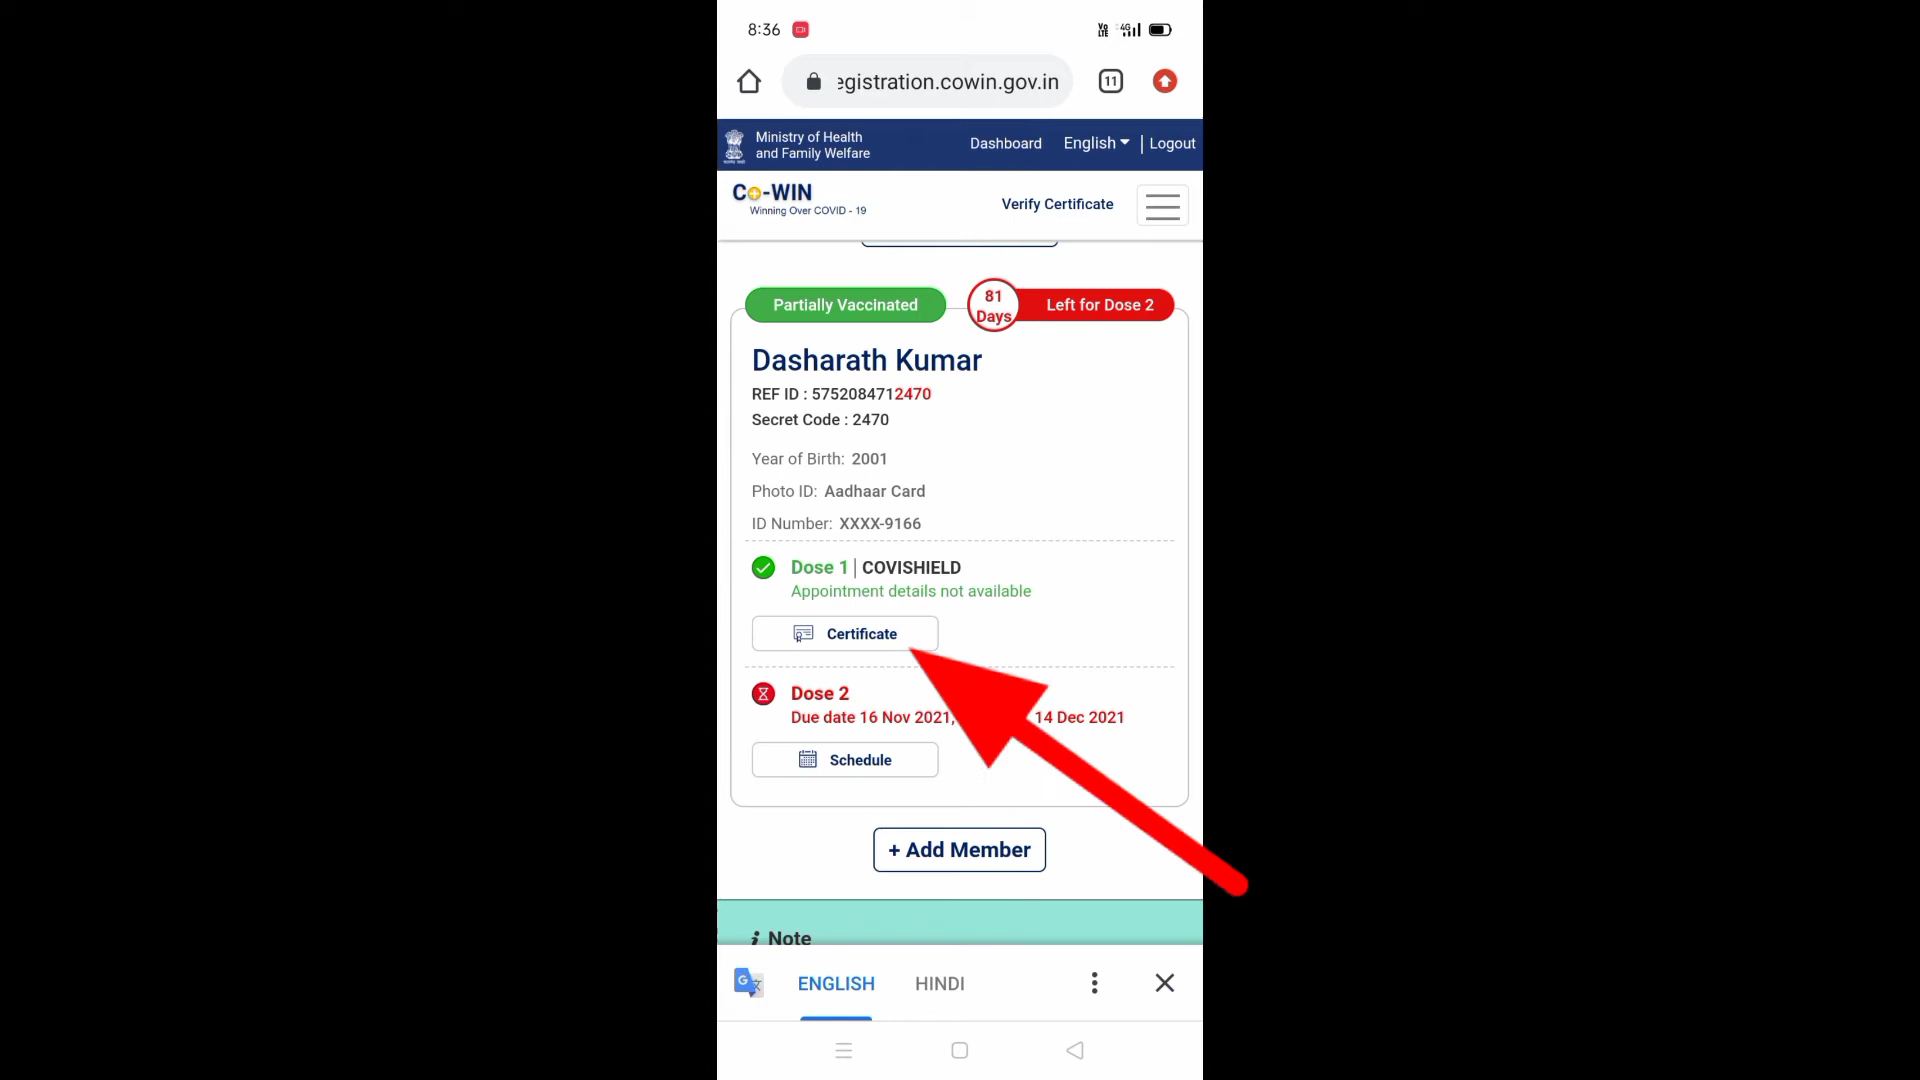 8:36
Vo LTE 4G
egistration.cowin.gov.in
11
Ministry of Health
and Family Welfare
Dashboard English Logout
Co-WIN
Winning Over COVID - 19
Verify Certificate
Partially Vaccinated
81
Days
Left for Dose 2
Dasharath Kumar
REF ID : 5752084712470
Secret Code : 2470
Year of Birth: 2001
Photo ID: Aadhaar Card
ID Number: XXXX-9166
Dose 1 | COVISHIELD
Appointment details not available
Certificate
Dose 2
Due date 16 Nov 2021, 14 Dec 2021
Schedule
+ Add Member
i Note
G
ENGLISH HINDI